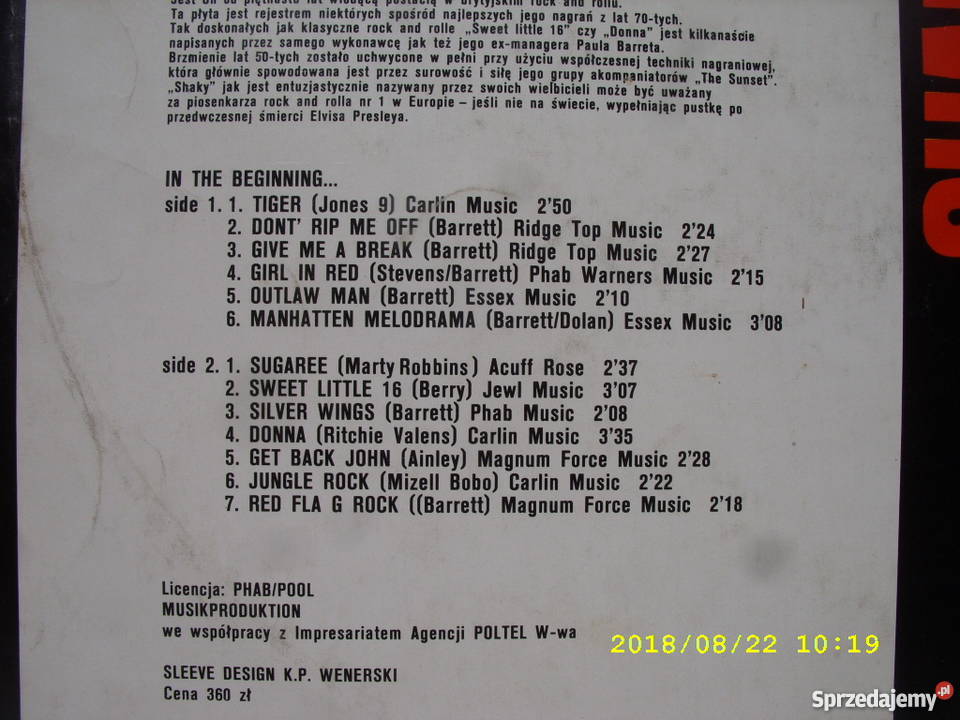 Jest On od piętnastu lat wiodącą postacią w brytyjskim rock and rollu.
Ta płyta jest rejestrem niektórych spośród najlepszych jego nagrań z lat 70-tych.
Tak doskonałych jak klasyczne rock and rolle „Sweet little 16" czy „Donna" jest kilkanaście
napisanych przez samego wykonawcę jak też jego ex-managera Paula Barreta.
Brzmienie lat 50-tych zostało uchwycone w pełni przy użyciu współczesnej techniki nagraniowej,
która głównie spowodowana jest przez surowość i siłę jego grupy akompaniatorów „The Sunset".
„Shaky" jak jest entuzjastycznie nazywany przez swoich wielbicieli może być uważany
za piosenkarza rock and rolla nr 1 w Europie – jeśli nie na świecie, wypełniając pustkę po
przedwczesnej śmierci Elvisa Presleya.
IN THE BEGINNING...
side 1. 1. TIGER (Jones 9) Carlin Music 2'50
2. DONT' RIP ME OFF (Barrett) Ridge Top Music 2'24
3. GIVE ME A BREAK (Barrett) Ridge Top Music 2'27
4. GIRL IN RED (Stevens/Barrett) Phab Warners Music 2'15
5. OUTLAW MAN (Barrett) Essex Music 2'10
6. MANHATTEN MELODRAMA (Barrett/Dolan) Essex Music 3'08
side 2. 1. SUGAREE (Marty Robbins) Acuff Rose 2'37
2. SWEET LITTLE 16 (Berry) Jewl Music 3'07
3. SILVER WINGS (Barrett) Phab Music 2'08
4. DONNA (Ritchie Valens) Carlin Music 3'35
5. GET BACK JOHN (Ainley) Magnum Force Music 2'28
6. JUNGLE ROCK (Mizell Bobo) Carlin Music 2'22
7. RED FLA G ROCK ((Barrett) Magnum Force Music 2'18
Licencja: PHAB/POOL
MUSIKPRODUKTION
we współpracy z Impresariatem Agencji POLTEL W-wa
SLEEVE DESIGN K.P. WENERSKI
Cena 360 zł
2018/08/22 10:19
Sprzedajemy.pl